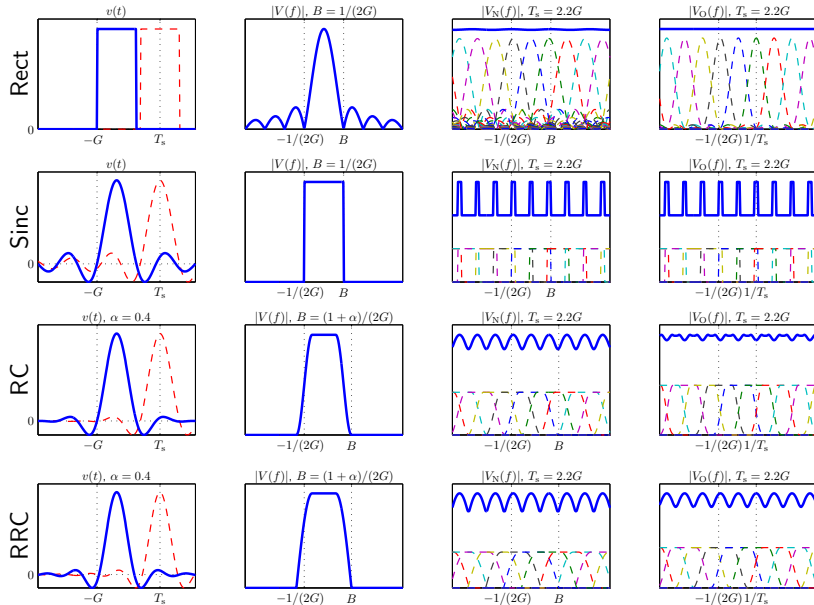 v(t)
|V(f)|, B = 1/(2G)
|V_N(f)|, T_s = 2.2G
|V_O(f)|, T_s = 2.2G
Rect
0
−G
T_s
−1/(2G)
B
−1/(2G)
B
−1/(2G) 1/T_s
v(t)
|V(f)|, B = 1/(2G)
|V_N(f)|, T_s = 2.2G
|V_O(f)|, T_s = 2.2G
Sinc
0
−G
T_s
−1/(2G)
B
−1/(2G)
B
−1/(2G) 1/T_s
v(t), α = 0.4
|V(f)|, B = (1 + α)/(2G)
|V_N(f)|, T_s = 2.2G
|V_O(f)|, T_s = 2.2G
RC
0
−G
T_s
−1/(2G)
B
−1/(2G)
B
−1/(2G) 1/T_s
v(t), α = 0.4
|V(f)|, B = (1 + α)/(2G)
|V_N(f)|, T_s = 2.2G
|V_O(f)|, T_s = 2.2G
RRC
0
−G
T_s
−1/(2G)
B
−1/(2G)
B
−1/(2G) 1/T_s